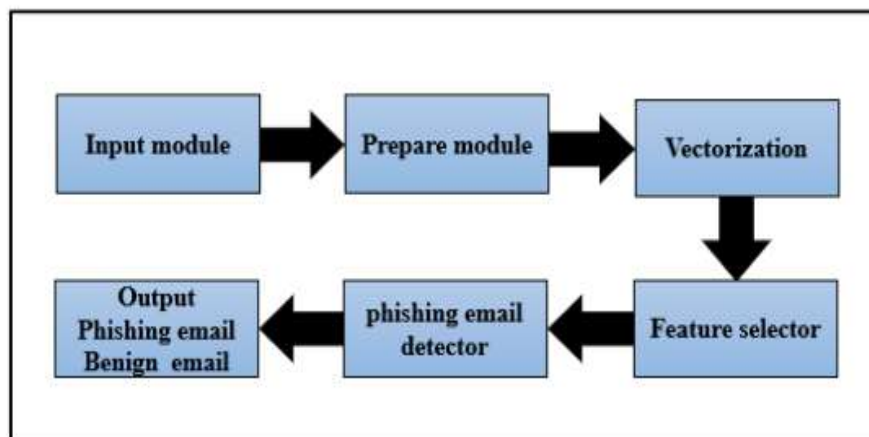 Input module
Prepare module
Vectorization
Feature selector
phishing email
detector
Output
Phishing email
Benign email